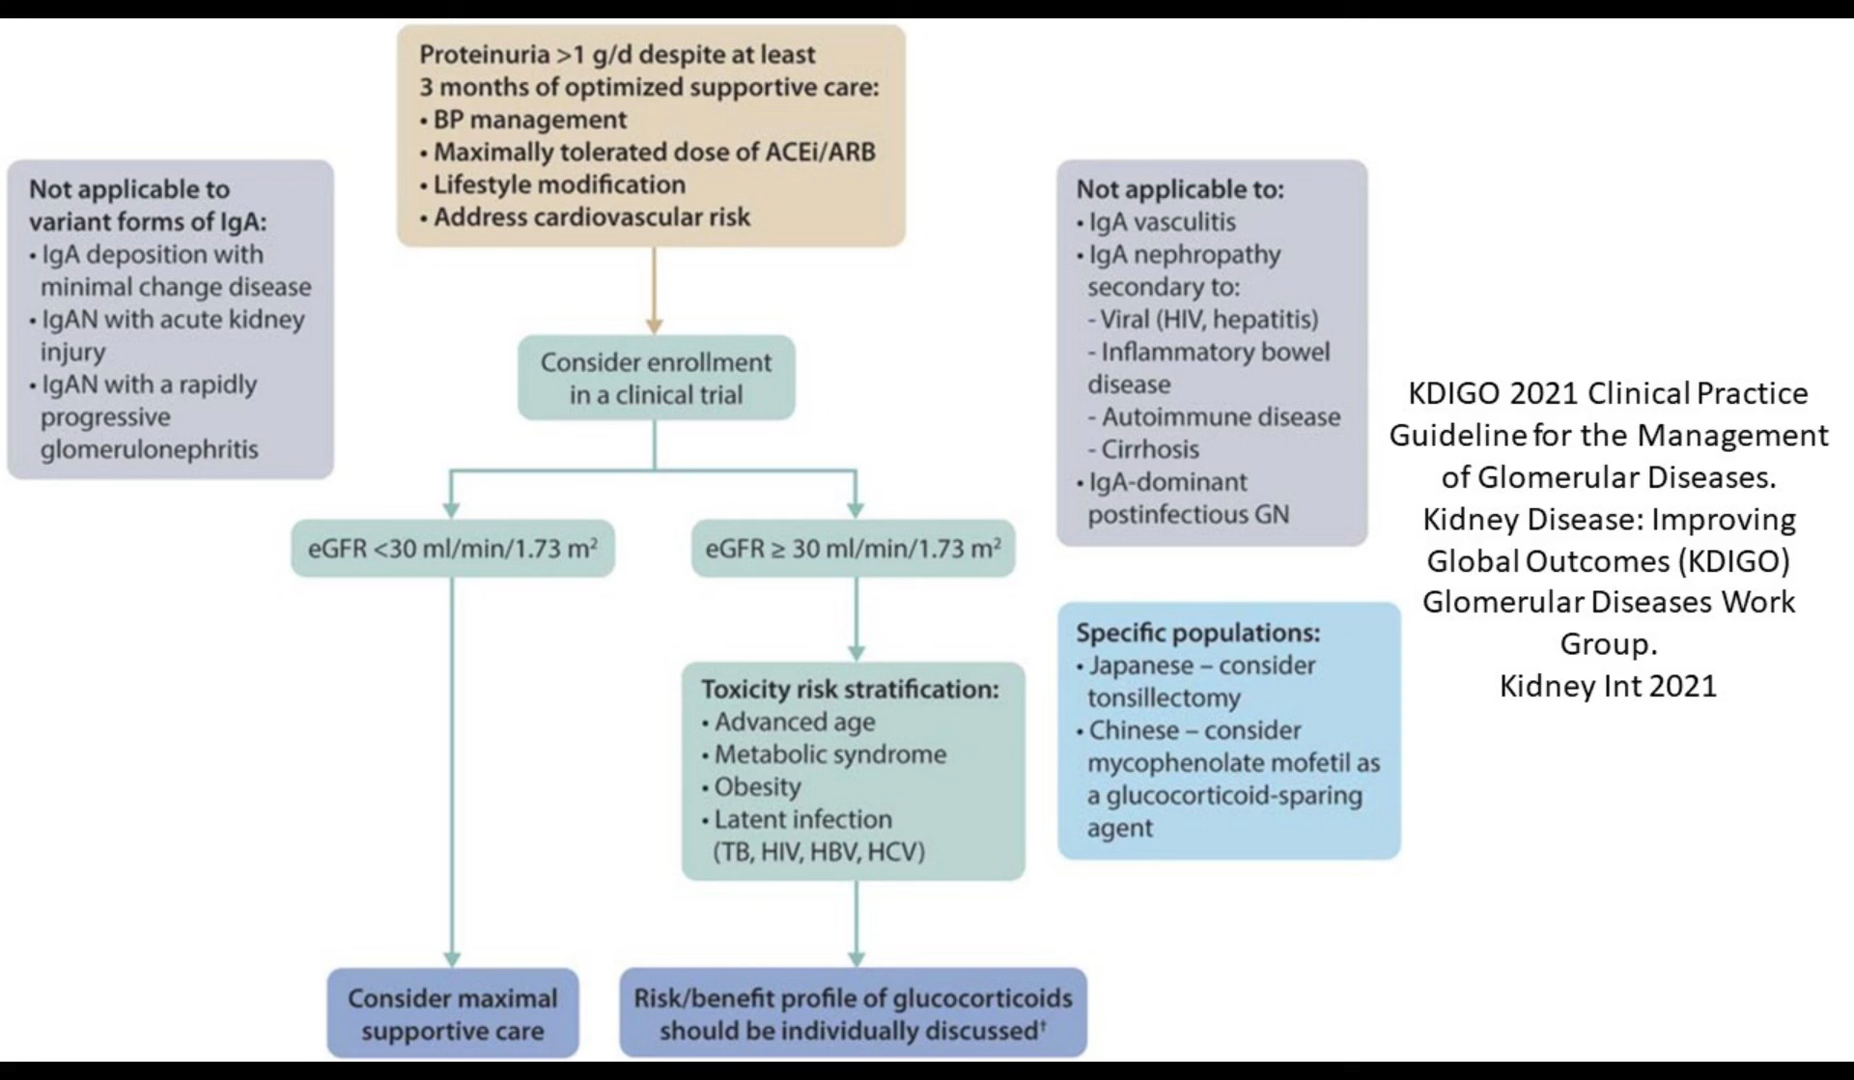 Proteinuria >1 g/d despite at least
3 months of optimized supportive care:
• BP management
• Maximally tolerated dose of ACEi/ARB
• Lifestyle modification
• Address cardiovascular risk
Not applicable to
variant forms of IgA:
• IgA deposition with
minimal change disease
• IgAN with acute kidney
injury
• IgAN with a rapidly
progressive
glomerulonephritis
Consider enrollment
in a clinical trial
eGFR <30 ml/min/1.73 m²
eGFR ≥ 30 ml/min/1.73 m²
Toxicity risk stratification:
• Advanced age
• Metabolic syndrome
• Obesity
• Latent infection
(TB, HIV, HBV, HCV)
Consider maximal
supportive care
Risk/benefit profile of glucocorticoids
should be individually discussed†
Not applicable to:
• IgA vasculitis
• IgA nephropathy
secondary to:
- Viral (HIV, hepatitis)
- Inflammatory bowel
disease
- Autoimmune disease
- Cirrhosis
• IgA-dominant
postinfectious GN
Specific populations:
• Japanese – consider
tonsillectomy
• Chinese – consider
mycophenolate mofetil as
a glucocorticoid-sparing
agent
KDIGO 2021 Clinical Practice
Guideline for the Management
of Glomerular Diseases.
Kidney Disease: Improving
Global Outcomes (KDIGO)
Glomerular Diseases Work
Group.
Kidney Int 2021